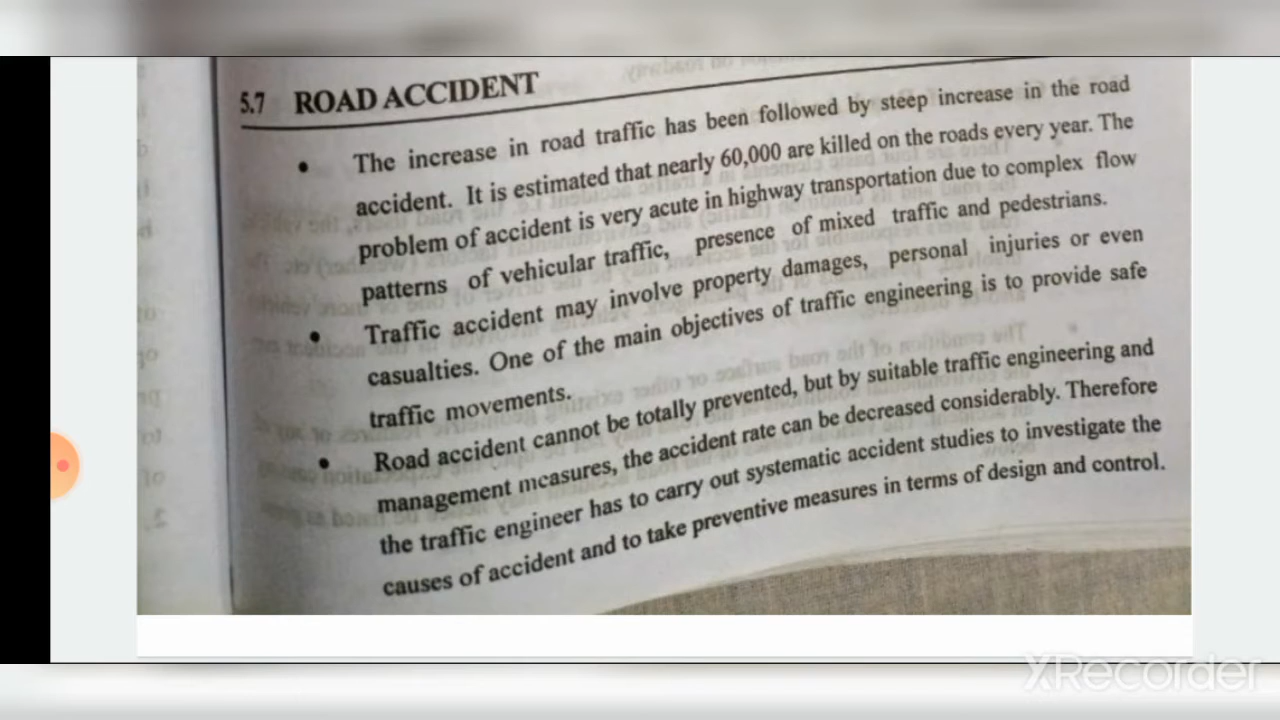 5.7 ROAD ACCIDENT
• The increase in road traffic has been followed by steep increase in the road
accident. It is estimated that nearly 60,000 are killed on the roads every year. The
problem of accident is very acute in highway transportation due to complex flow
patterns of vehicular traffic, presence of mixed traffic and pedestrians.
• Traffic accident may involve property damages, personal injuries or even
casualties. One of the main objectives of traffic engineering is to provide safe
traffic movements.
• Road accident cannot be totally prevented, but by suitable traffic engineering and
management measures, the accident rate can be decreased considerably. Therefore
the traffic engineer has to carry out systematic accident studies to investigate the
causes of accident and to take preventive measures in terms of design and control.
XRecorder